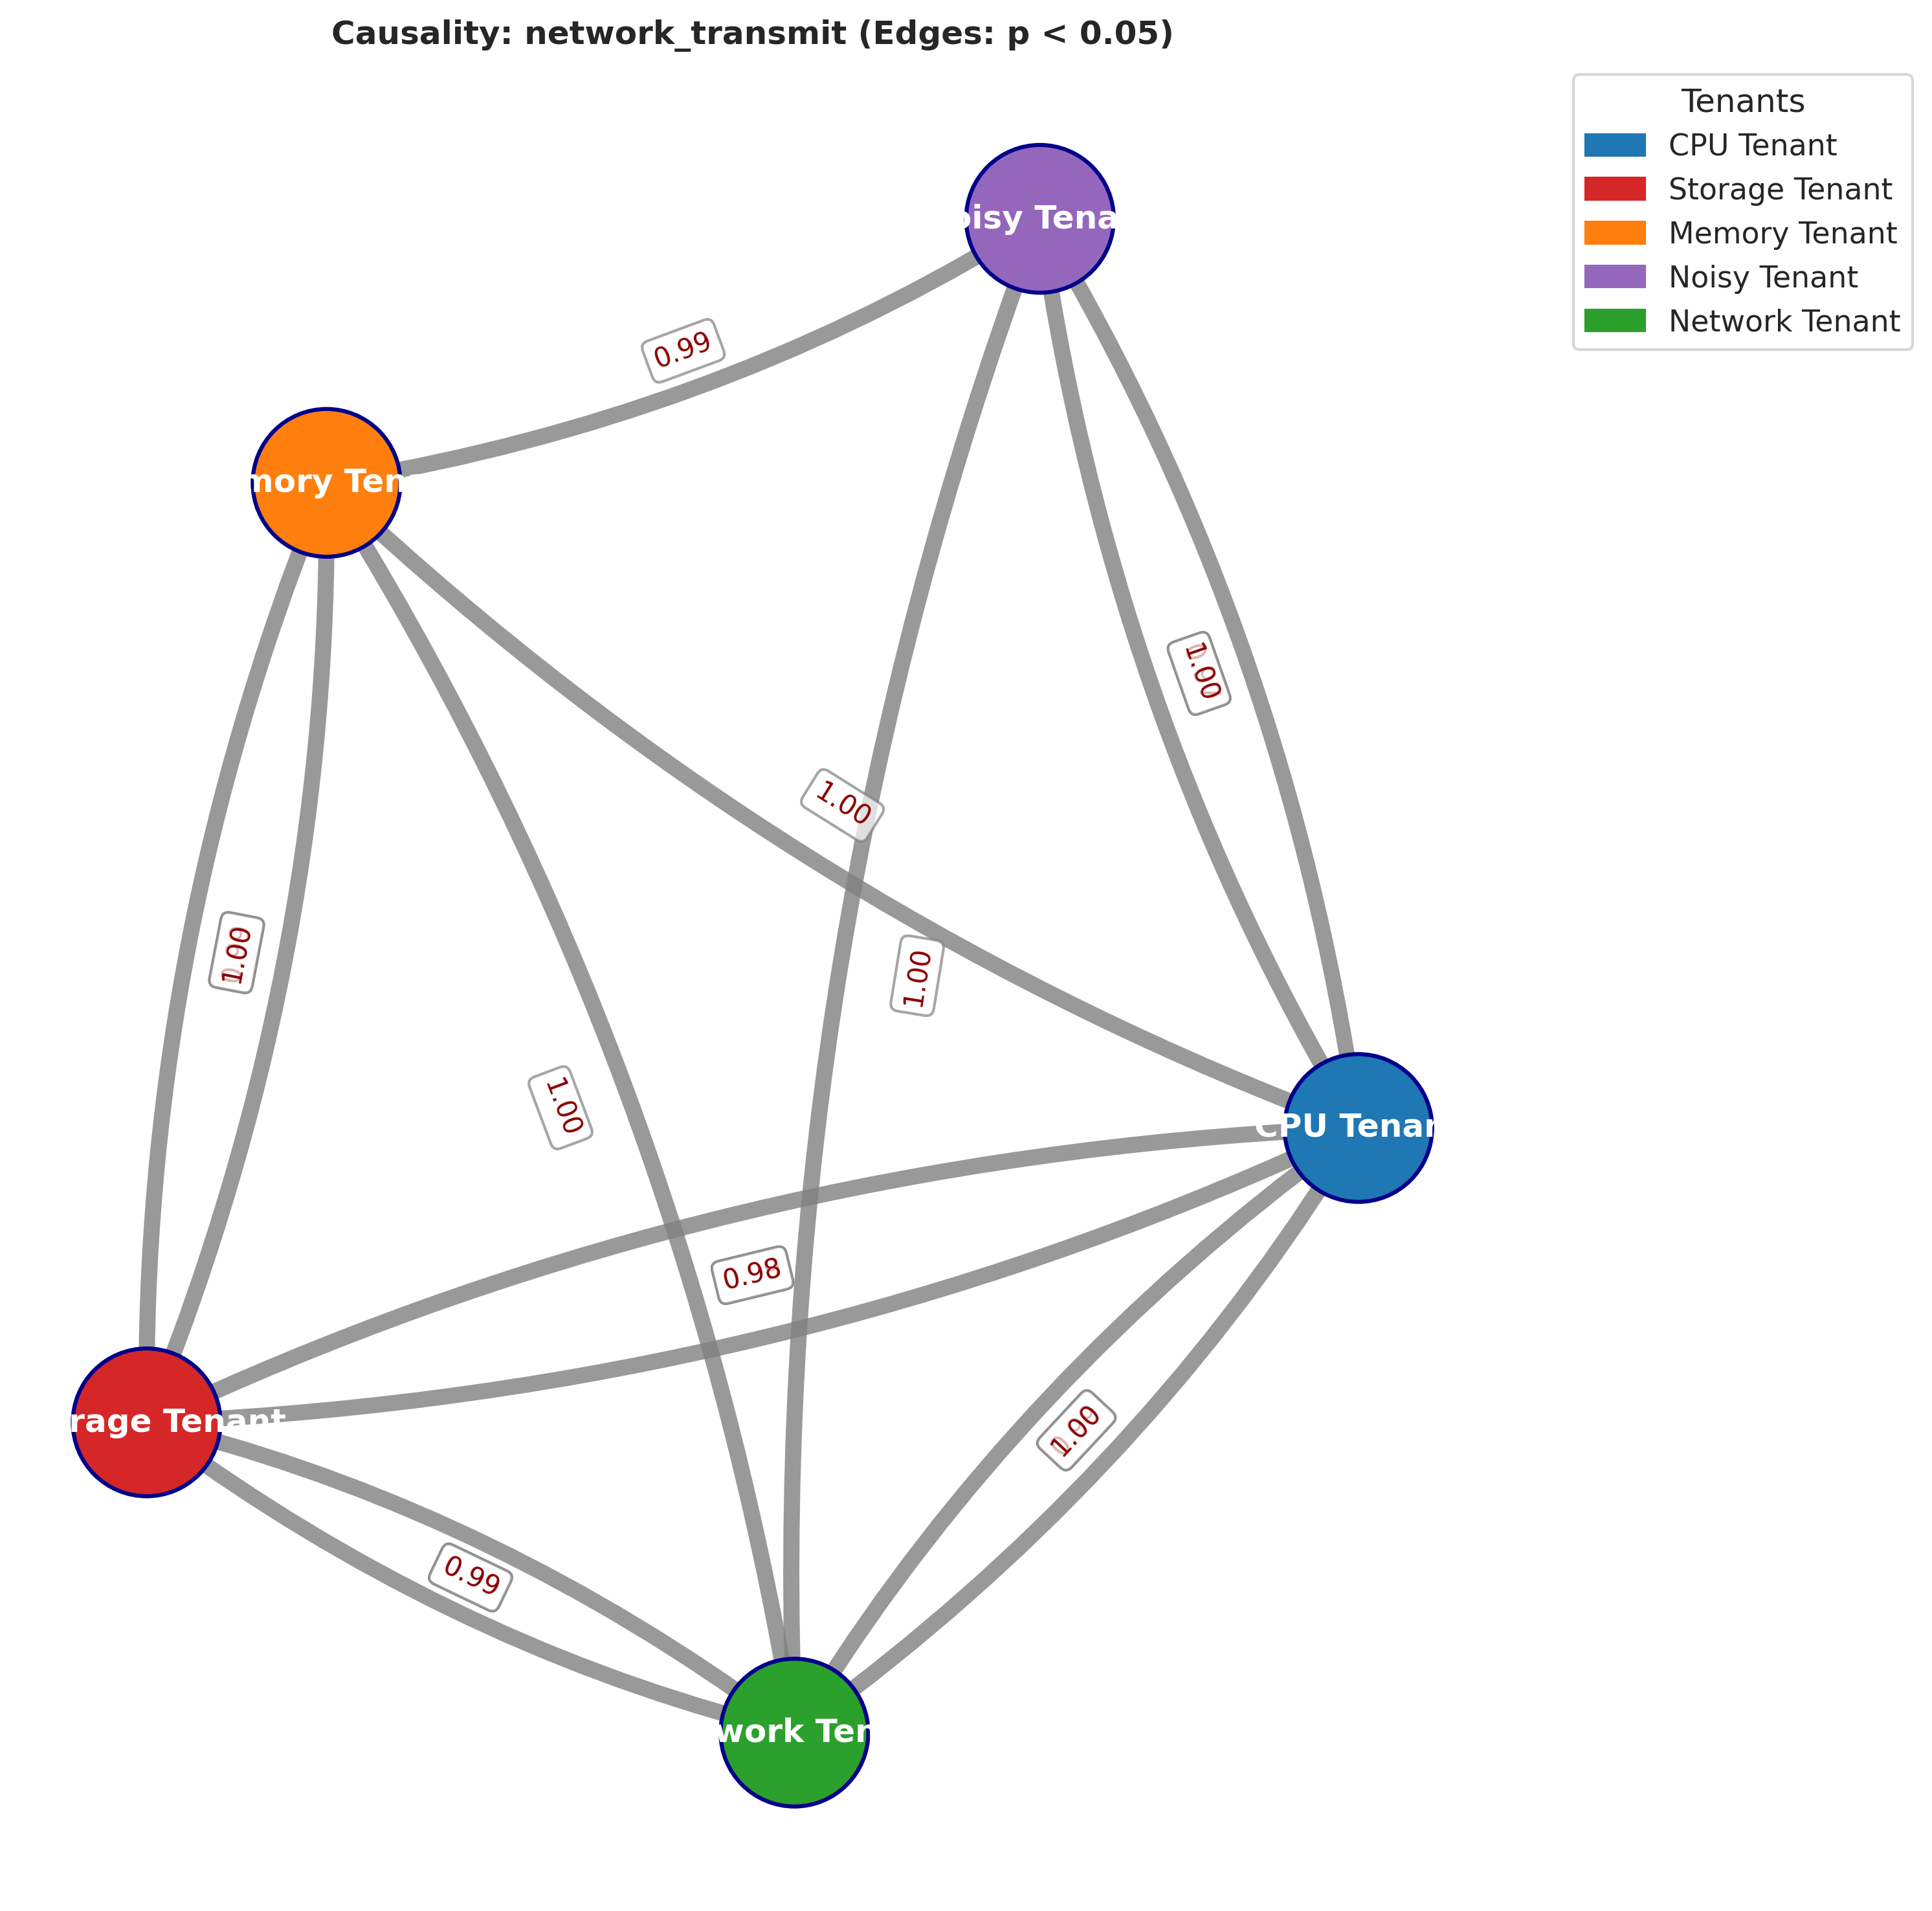 Causality: network_transmit (Edges: p < 0.05)
Tenants
CPU Tenant
Storage Tenant
Memory Tenant
Noisy Tenant
Network Tenant
oisy Tena
0.99
mory Ten
1.00
1.00
1.00
1.00
1.00
CPU Tenan
0.98
rage Tenant
1.00
0.99
work Ten